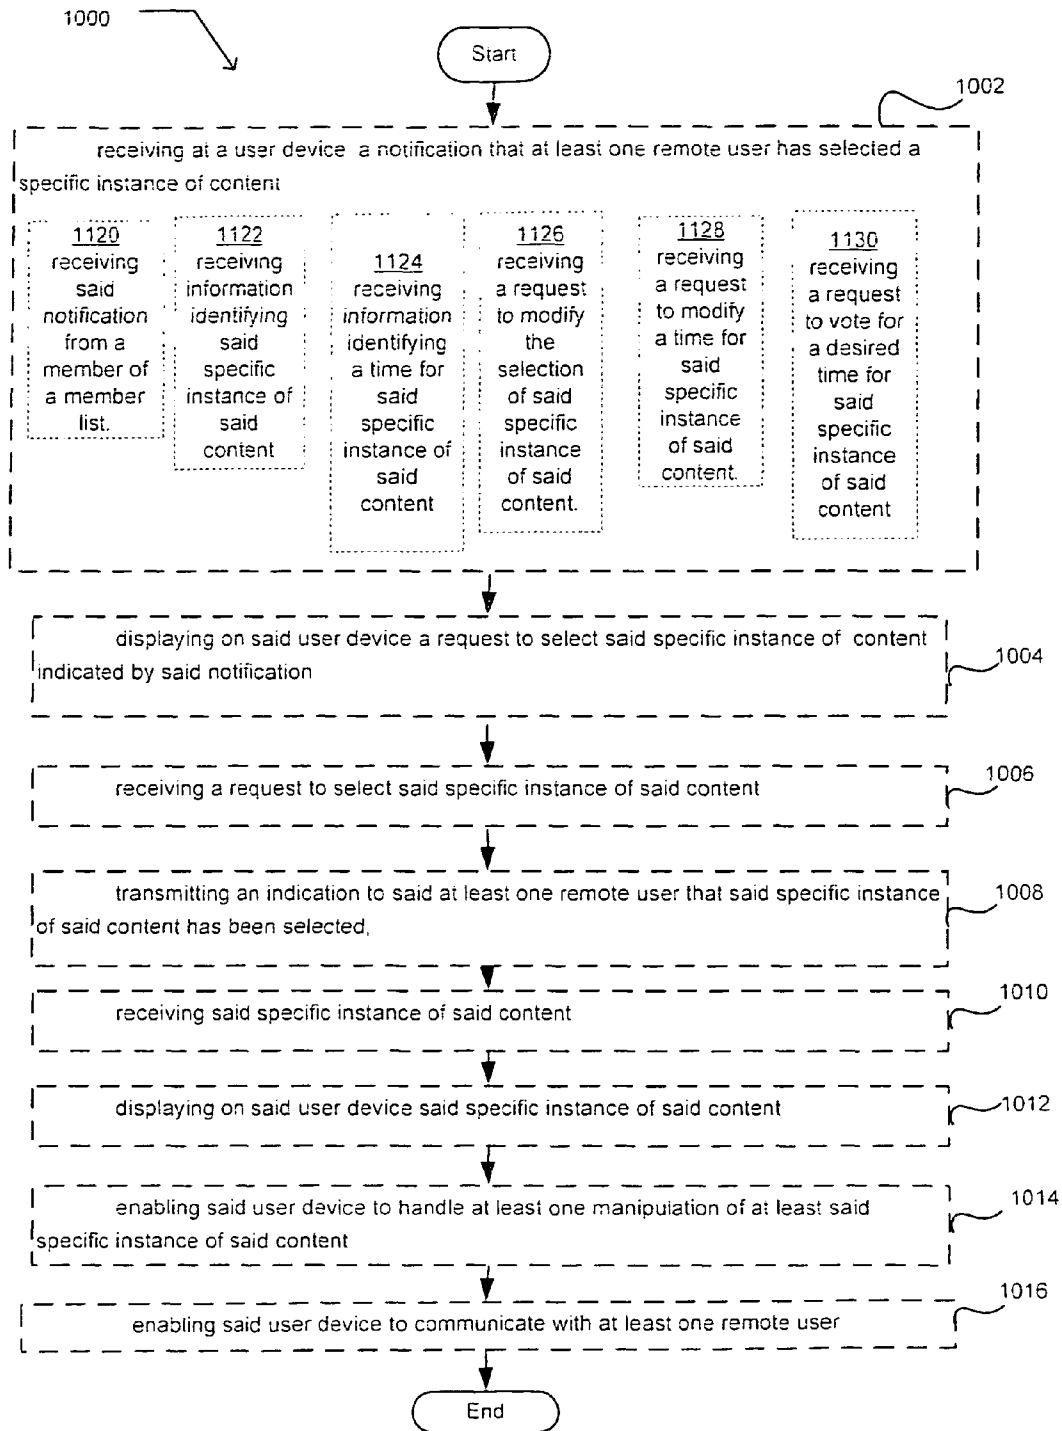 1000
Start
1002
receiving at a user device a notification that at least one remote user has selected a
specific instance of content
1120
receiving
said
notification
from a
member of
a member
list.
1122
receiving
information
identifying
said
specific
instance of
said
content
1124
receiving
information
identifying
a time for
said
specific
instance of
said
content
1126
receiving
a request
to modify
the
selection
of said
specific
instance
of said
content.
1128
receiving
a request
to modify
a time for
said
specific
instance
of said
content.
1130
receiving
a request
to vote for
a desired
time for
said
specific
instance
of said
content
displaying on said user device a request to select said specific instance of content
indicated by said notification
1004
receiving a request to select said specific instance of said content
1006
transmitting an indication to said at least one remote user that said specific instance
of said content has been selected,
1008
receiving said specific instance of said content
1010
displaying on said user device said specific instance of said content
1012
enabling said user device to handle at least one manipulation of at least said
specific instance of said content
1014
enabling said user device to communicate with at least one remote user
1016
End